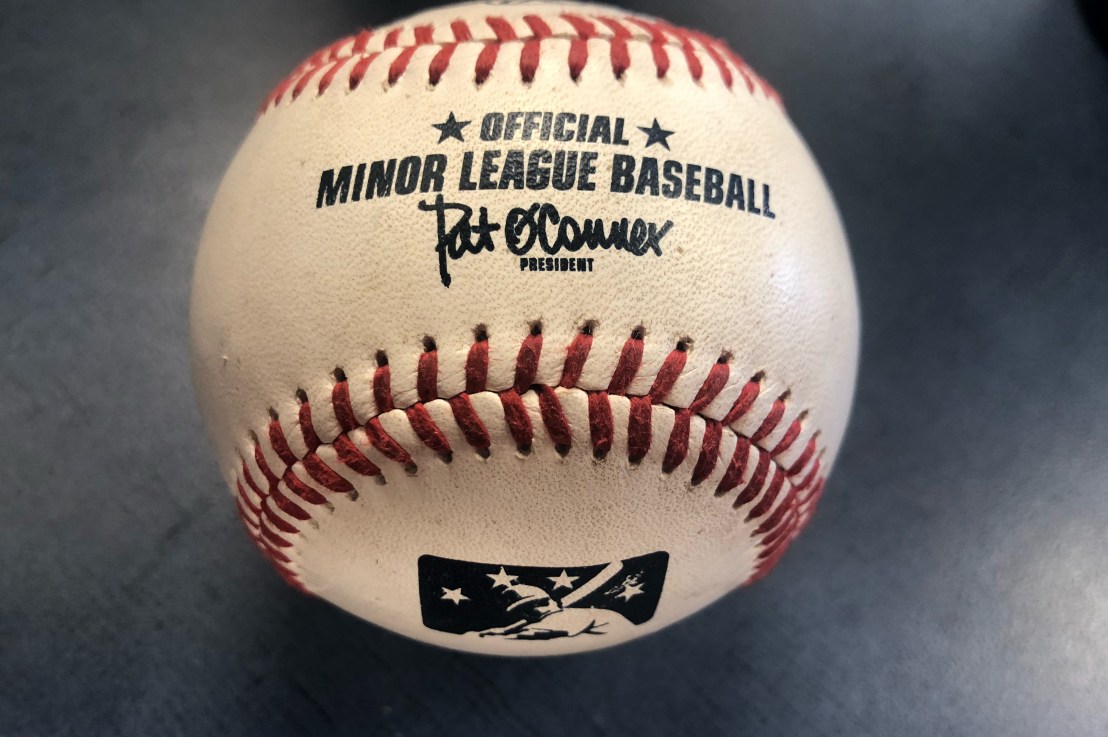 OFFICIAL
MINOR LEAGUE BASEBALL
Pat O'Conner
PRESIDENT